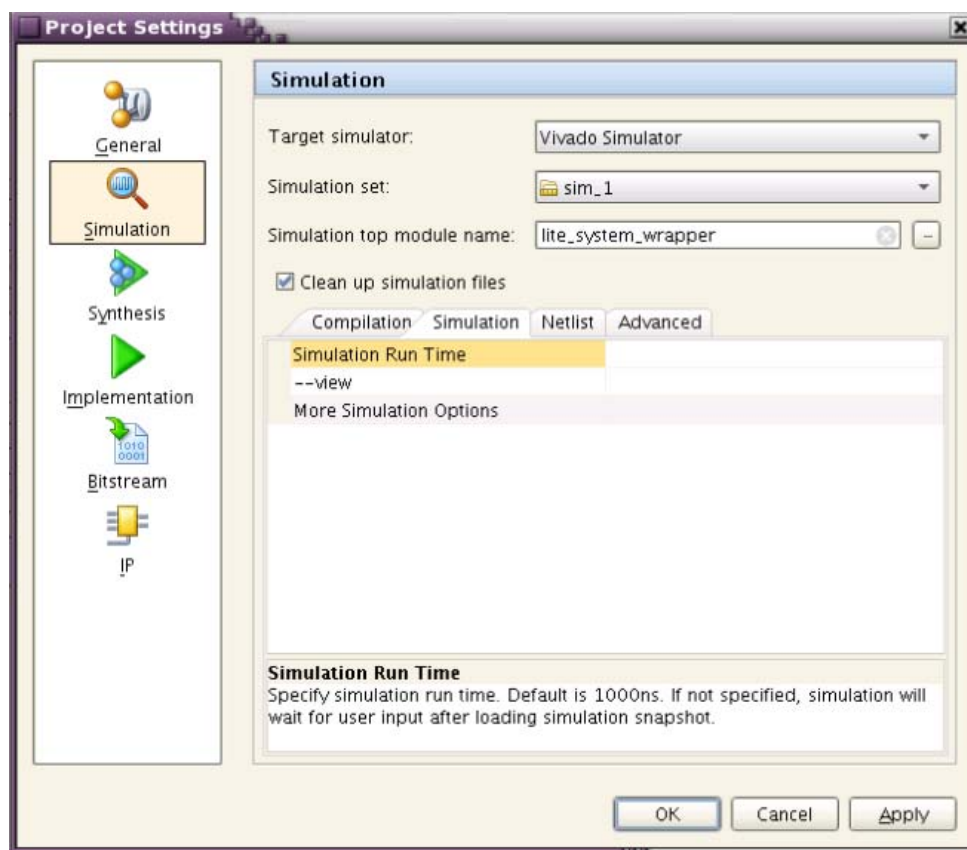 Project Settings
General
Simulation
Synthesis
Implementation
1010
0001
Bitstream
IP
Simulation
Target simulator:
Vivado Simulator
Simulation set:
sim_1
Simulation top module name:
lite_system_wrapper
Clean up simulation files
Compilation
Simulation
Netlist
Advanced
Simulation Run Time
--view
More Simulation Options
Simulation Run Time
Specify simulation run time. Default is 1000ns. If not specified, simulation will
wait for user input after loading simulation snapshot.
OK
Cancel
Apply